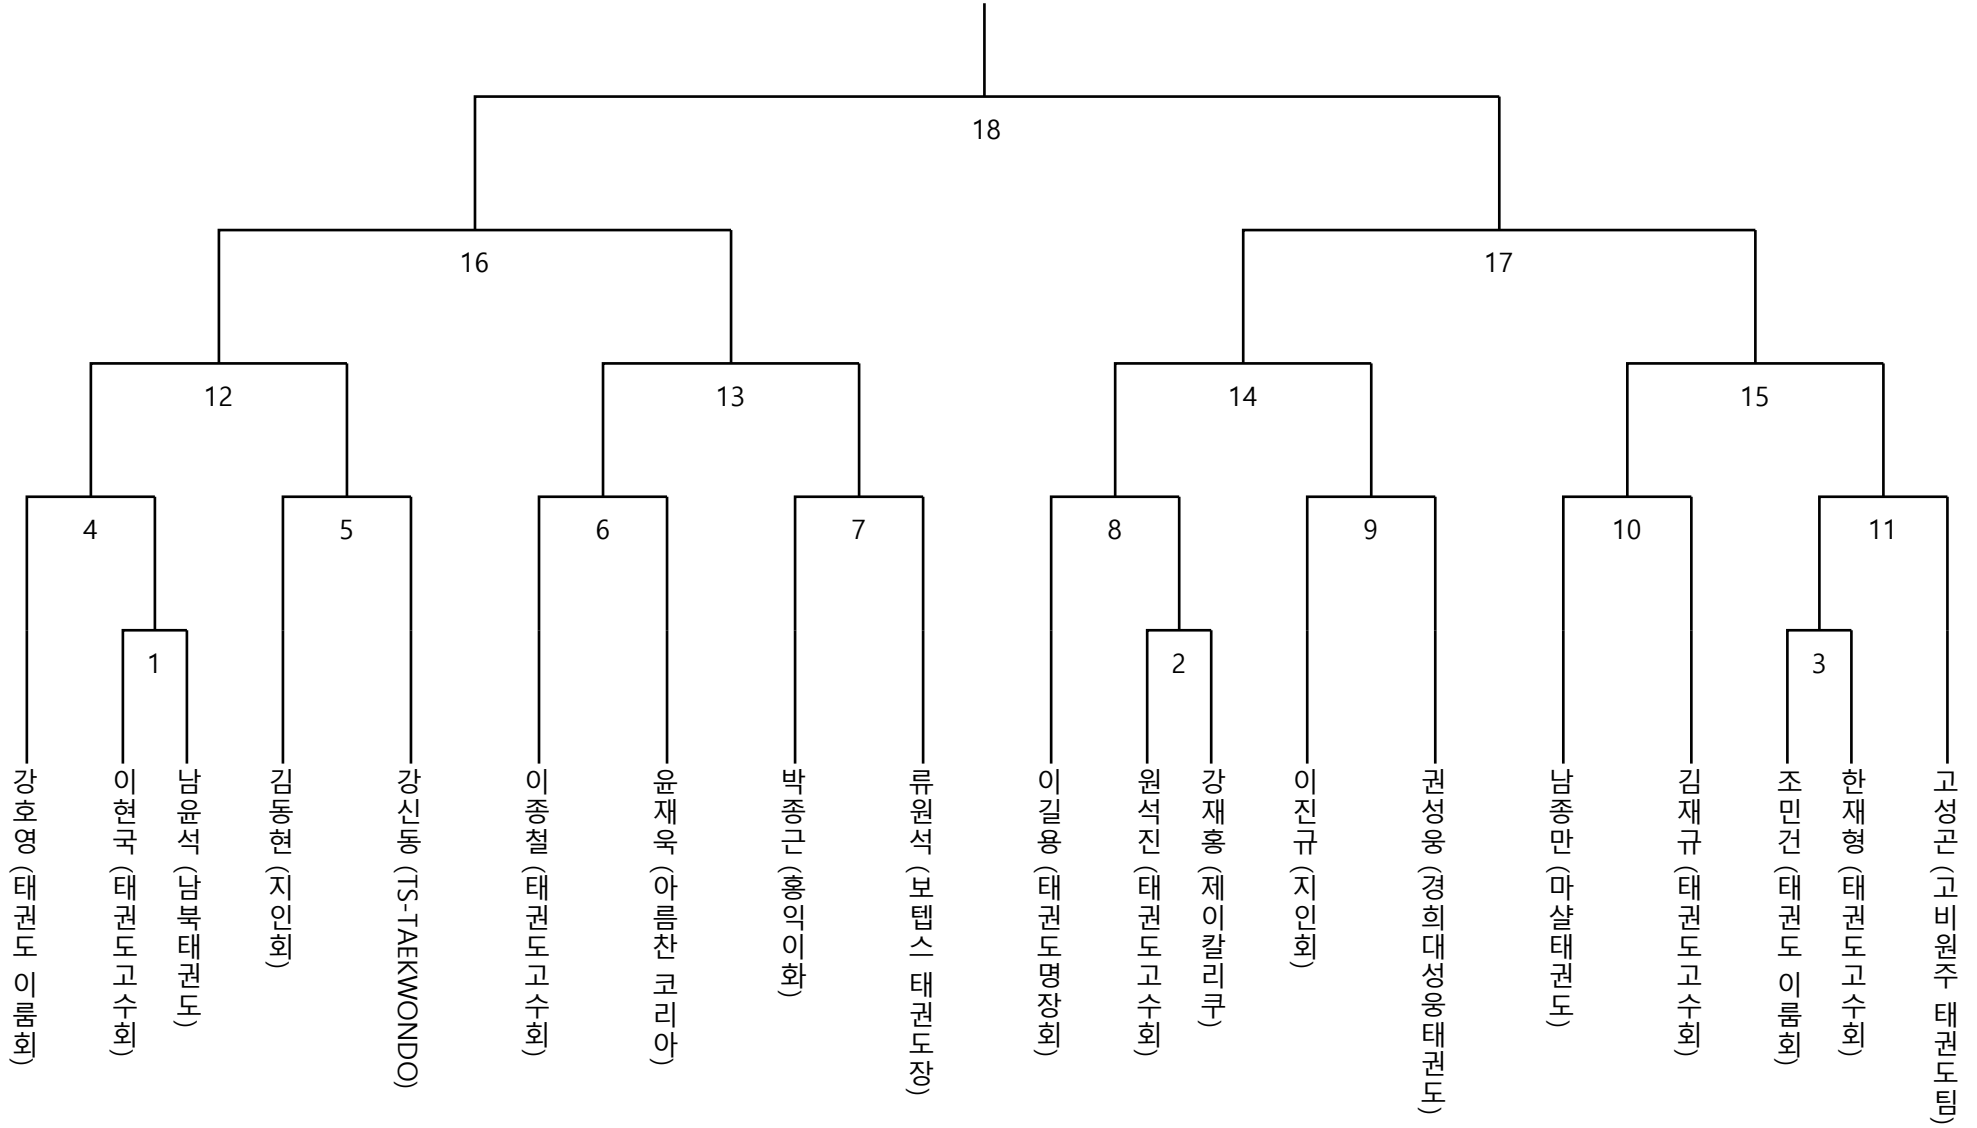 18
16
17
12
13
14
15
4
5
6
7
8
9
10
11
1
2
3
강호영 (태권도 이룸회)
이현국 (태권도고수회)
남윤석 (남북태권도)
김동현 (지인회)
강신동 (TS-TAEKWONDO)
이종철 (태권도고수회)
윤재욱 (아름찬 코리아)
박종근 (홍익이화)
류원석 (보텝스 태권도장)
이길용 (태권도명장회)
원석진 (태권도고수회)
강재홍 (제이칼리쿠)
이진규 (지인회)
권성웅 (경희대성웅태권도)
남종만 (마샬태권도)
김재규 (태권도고수회)
조민건 (태권도 이룸회)
한재형 (태권도고수회)
고성곤 (고비원주 태권도팀)